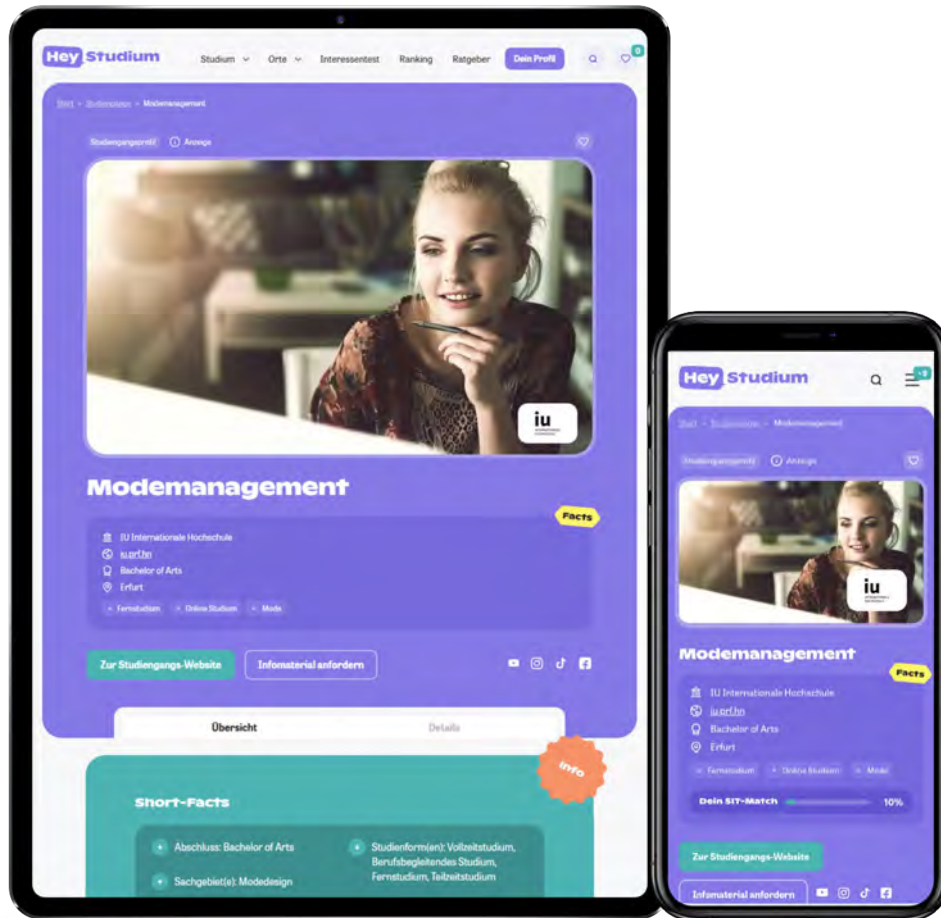 Hey Studium
Studium Orte Interessentest Ranking Ratgeber Dein Profil 0
Start Modemanagement
Studiengangsprofil Anzeige
iu
Modemanagement
Facts
IU Internationale Hochschule
iu.prf.hn
Bachelor of Arts
Erfurt
Fernstudium Online Studium Mode
Zur Studiengangs-Website Infomaterial anfordern
Übersicht Details
Info
Short-Facts
+ Abschluss: Bachelor of Arts
+ Sachgebiet(e): Modedesign
+ Studienform(en): Vollzeitstudium,
Berufsbegleitendes Studium,
Fernstudium, Teilzeitstudium
Hey Studium
Start Modemanagement
Studiengangsprofil Anzeige
iu
Modemanagement
Facts
IU Internationale Hochschule
iu.prf.hn
Bachelor of Arts
Erfurt
Fernstudium Online Studium Mode
Dein SIT-Match 10%
Zur Studiengangs-Website
Infomaterial anfordern